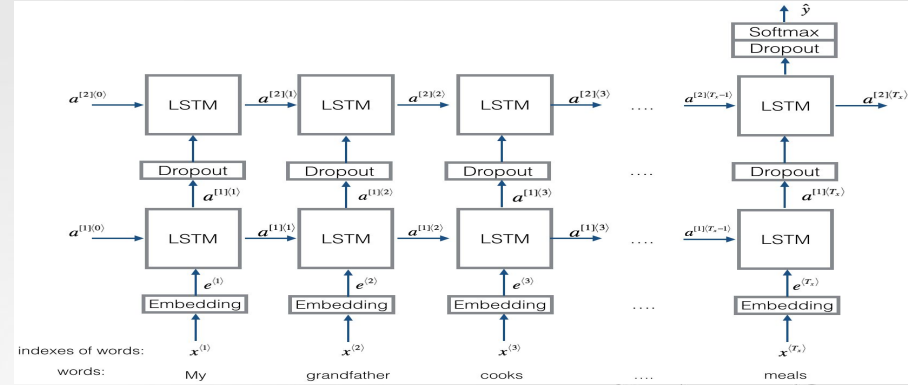 ŷ
Softmax
Dropout
a[2]⟨0⟩ LSTM a[2]⟨1⟩ LSTM a[2]⟨2⟩ LSTM a[2]⟨3⟩ .... a[2]⟨Tx−1⟩ LSTM a[2]⟨Tx⟩
Dropout Dropout Dropout .... Dropout
a[1]⟨1⟩ a[1]⟨2⟩ a[1]⟨3⟩ a[1]⟨Tx⟩
a[1]⟨0⟩ LSTM a[1]⟨1⟩ LSTM a[1]⟨2⟩ LSTM a[1]⟨3⟩ .... a[1]⟨Tx−1⟩ LSTM
e⟨1⟩ e⟨2⟩ e⟨3⟩ e⟨Tx⟩
Embedding Embedding Embedding .... Embedding
indexes of words: x⟨1⟩ x⟨2⟩ x⟨3⟩ x⟨Tx⟩
words: My grandfather cooks .... meals